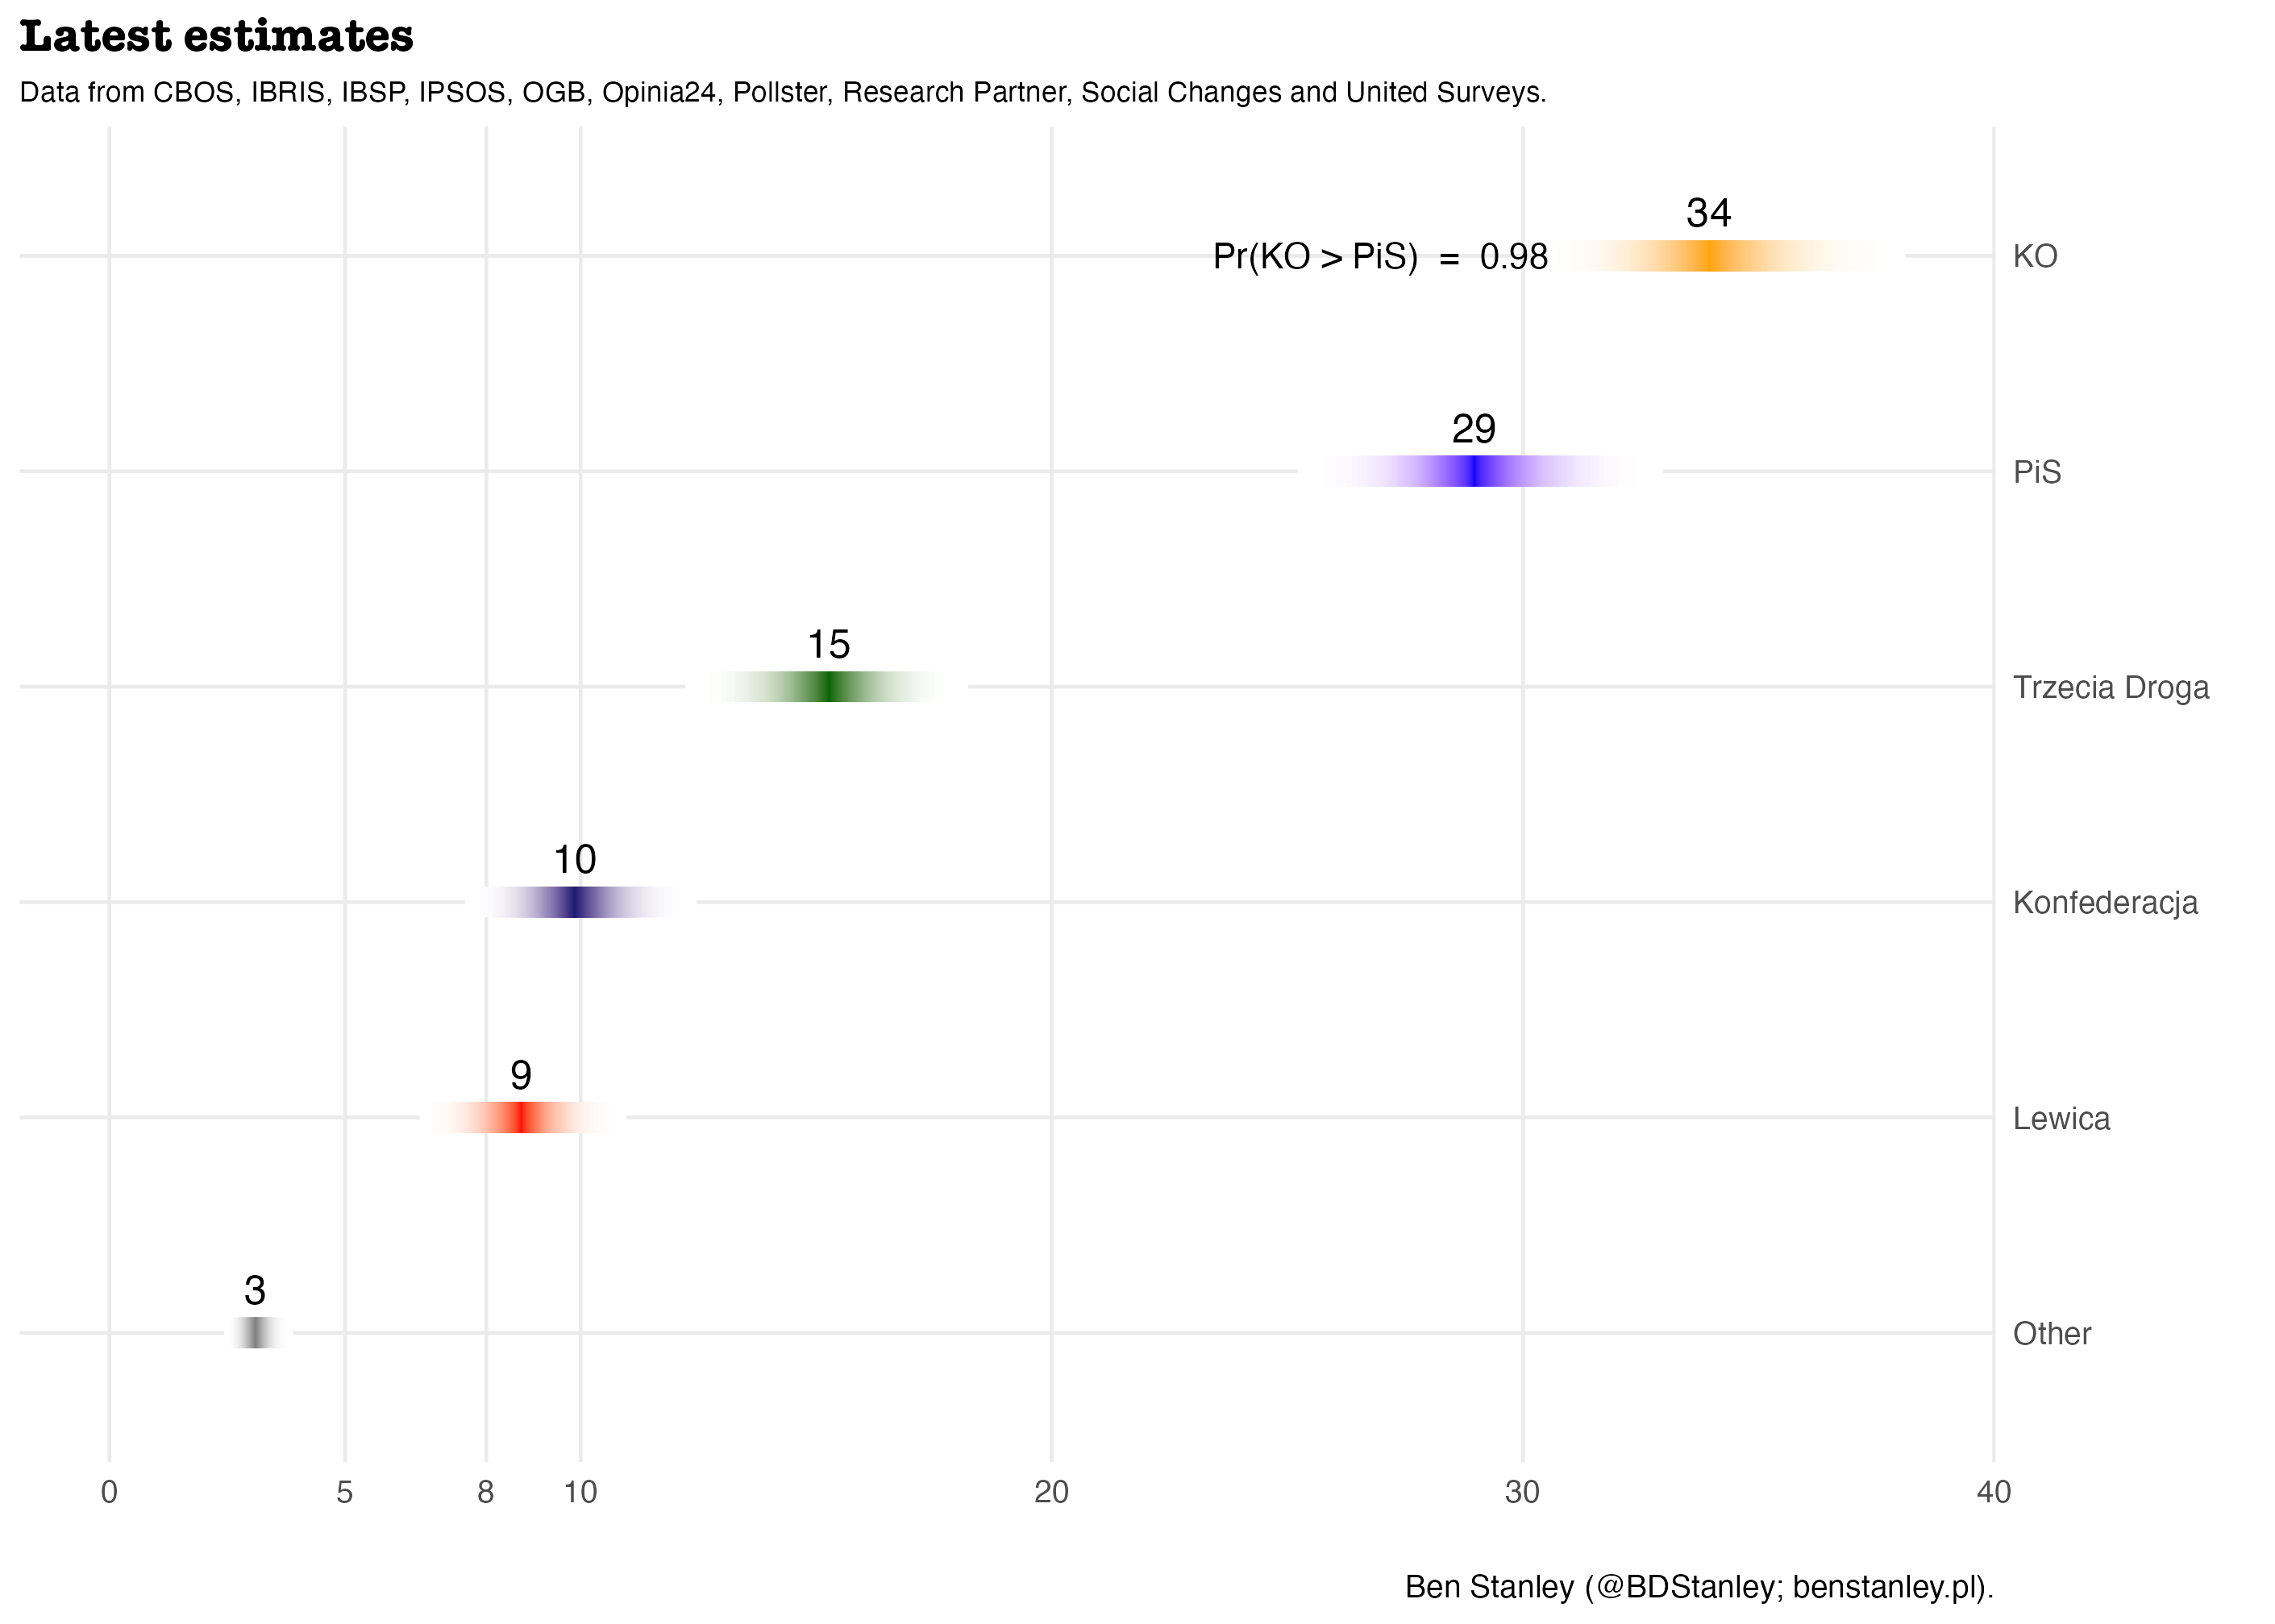 Latest estimates
Data from CBOS, IBRIS, IBSP, IPSOS, OGB, Opinia24, Pollster, Research Partner, Social Changes and United Surveys.
34
Pr(KO > PiS) = 0.98
KO
29
PiS
15
Trzecia Droga
10
Konfederacja
9
Lewica
3
Other
0 5 8 10 20 30 40
Ben Stanley (@BDStanley; benstanley.pl).